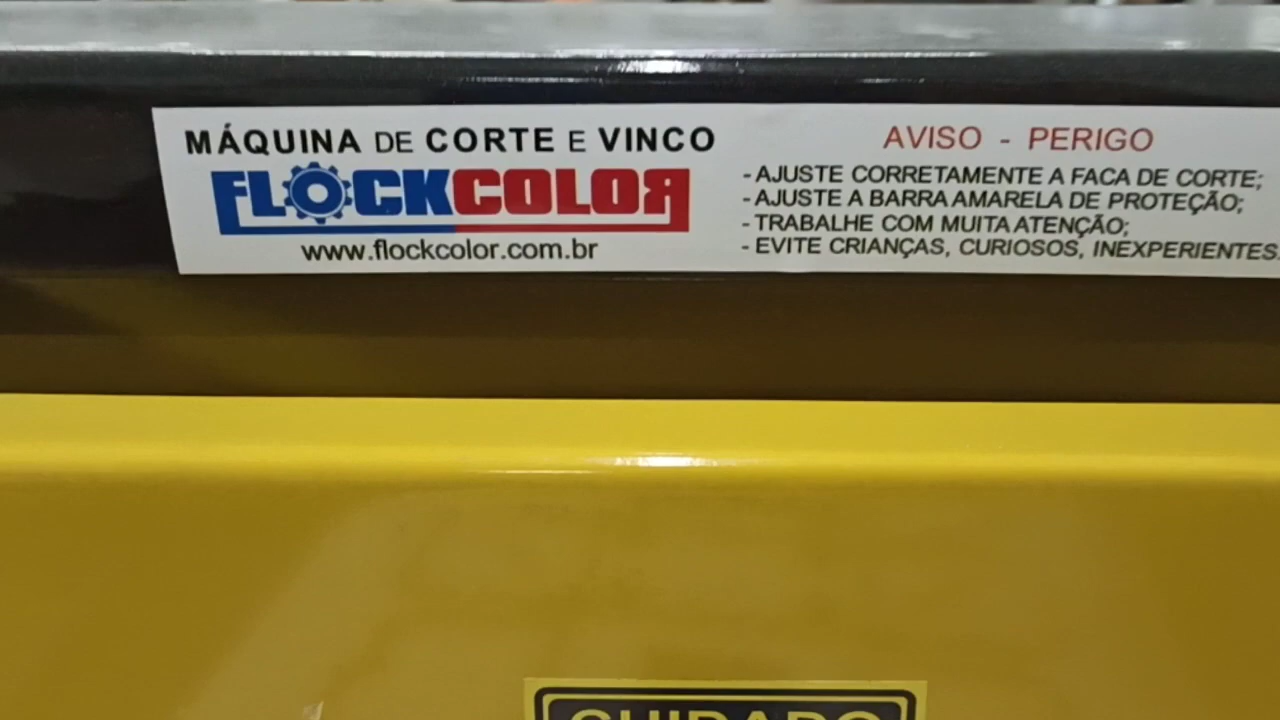 MÁQUINA DE CORTE E VINCO
FLOCKCOLOR
www.flockcolor.com.br
AVISO - PERIGO
- AJUSTE CORRETAMENTE A FACA DE CORTE;
- AJUSTE A BARRA AMARELA DE PROTEÇÃO;
- TRABALHE COM MUITA ATENÇÃO;
- EVITE CRIANÇAS, CURIOSOS, INEXPERIENTES.
CUIDADO